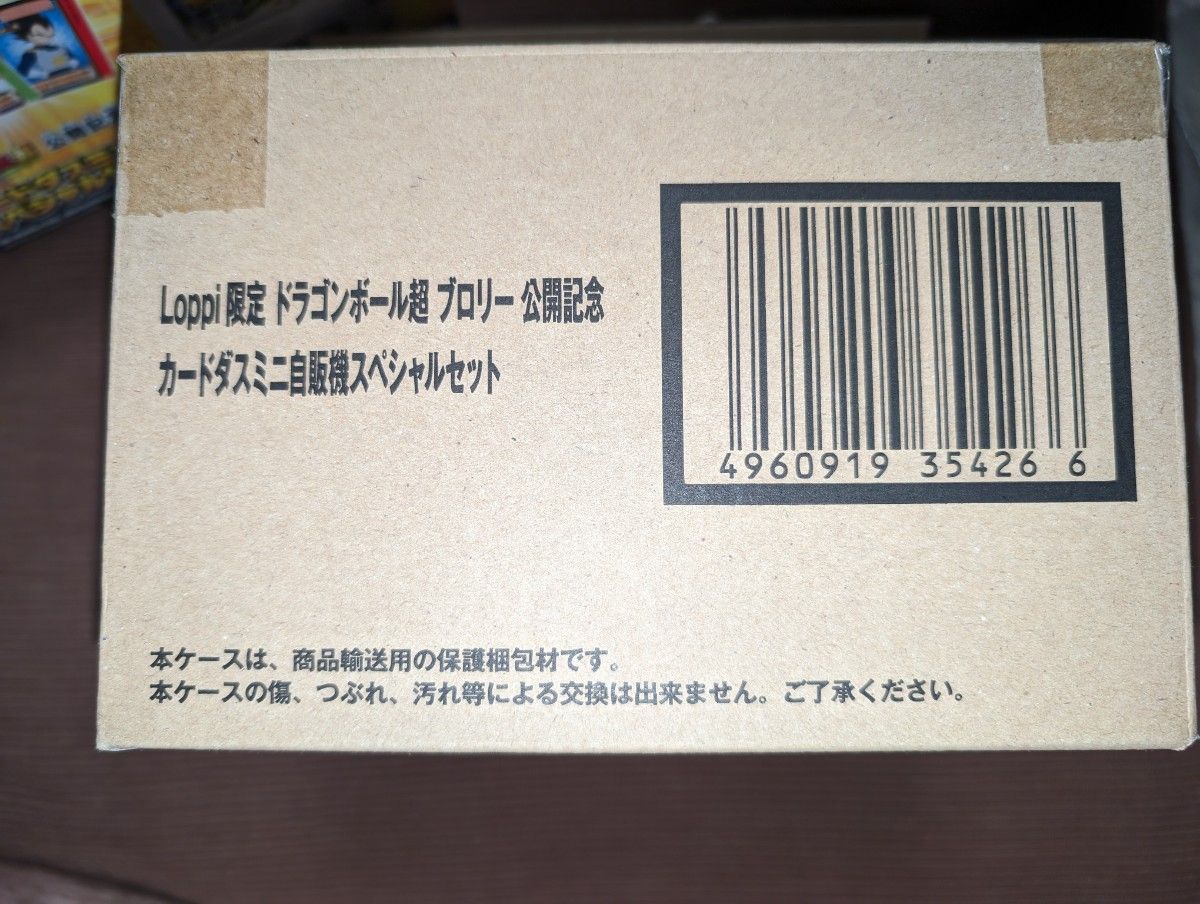 Loppi 限定 ドラゴンボール超 ブロリー 公開記念
カードダスミニ自販機スペシャルセット
4960919 35426 6
本ケースは、商品輸送用の保護梱包材です。
本ケースの傷、つぶれ、汚れ等による交換は出来ません。ご了承ください。